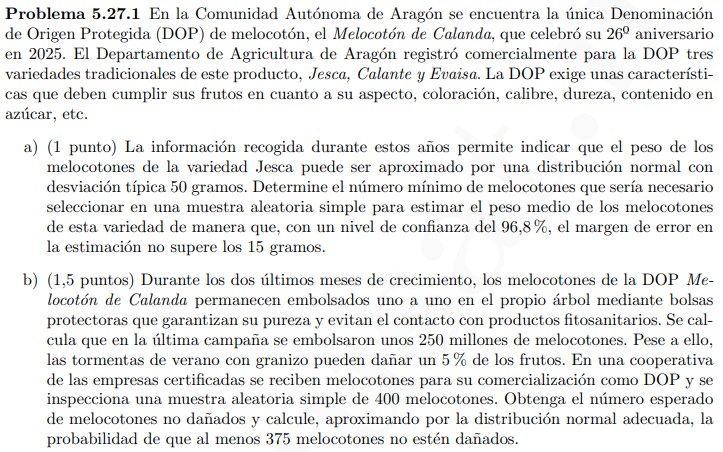 Problema 5.27.1 En la Comunidad Autónoma de Aragón se encuentra la única Denominación
de Origen Protegida (DOP) de melocotón, el Melocotón de Calanda, que celebró su 26º aniversario
en 2025. El Departamento de Agricultura de Aragón registró comercialmente para la DOP tres
variedades tradicionales de este producto, Jesca, Calante y Evaisa. La DOP exige unas característi-
cas que deben cumplir sus frutos en cuanto a su aspecto, coloración, calibre, dureza, contenido en
azúcar, etc.
a) (1 punto) La información recogida durante estos años permite indicar que el peso de los
melocotones de la variedad Jesca puede ser aproximado por una distribución normal con
desviación típica 50 gramos. Determine el número mínimo de melocotones que sería necesario
seleccionar en una muestra aleatoria simple para estimar el peso medio de los melocotones
de esta variedad de manera que, con un nivel de confianza del 96,8 %, el margen de error en
la estimación no supere los 15 gramos.
b) (1,5 puntos) Durante los dos últimos meses de crecimiento, los melocotones de la DOP Me-
locotón de Calanda permanecen embolsados uno a uno en el propio árbol mediante bolsas
protectoras que garantizan su pureza y evitan el contacto con productos fitosanitarios. Se cal-
cula que en la última campaña se embolsaron unos 250 millones de melocotones. Pese a ello,
las tormentas de verano con granizo pueden dañar un 5 % de los frutos. En una cooperativa
de las empresas certificadas se reciben melocotones para su comercialización como DOP y se
inspecciona una muestra aleatoria simple de 400 melocotones. Obtenga el número esperado
de melocotones no dañados y calcule, aproximando por la distribución normal adecuada, la
probabilidad de que al menos 375 melocotones no estén dañados.